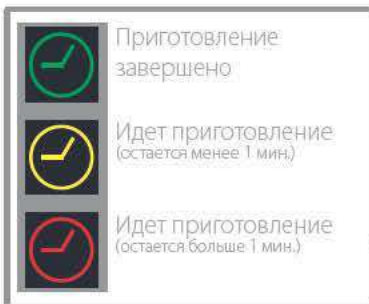 Приготовление
завершено
Идет приготовление
(остается менее 1 мин.)
Идет приготовление
(остается больше 1 мин.)